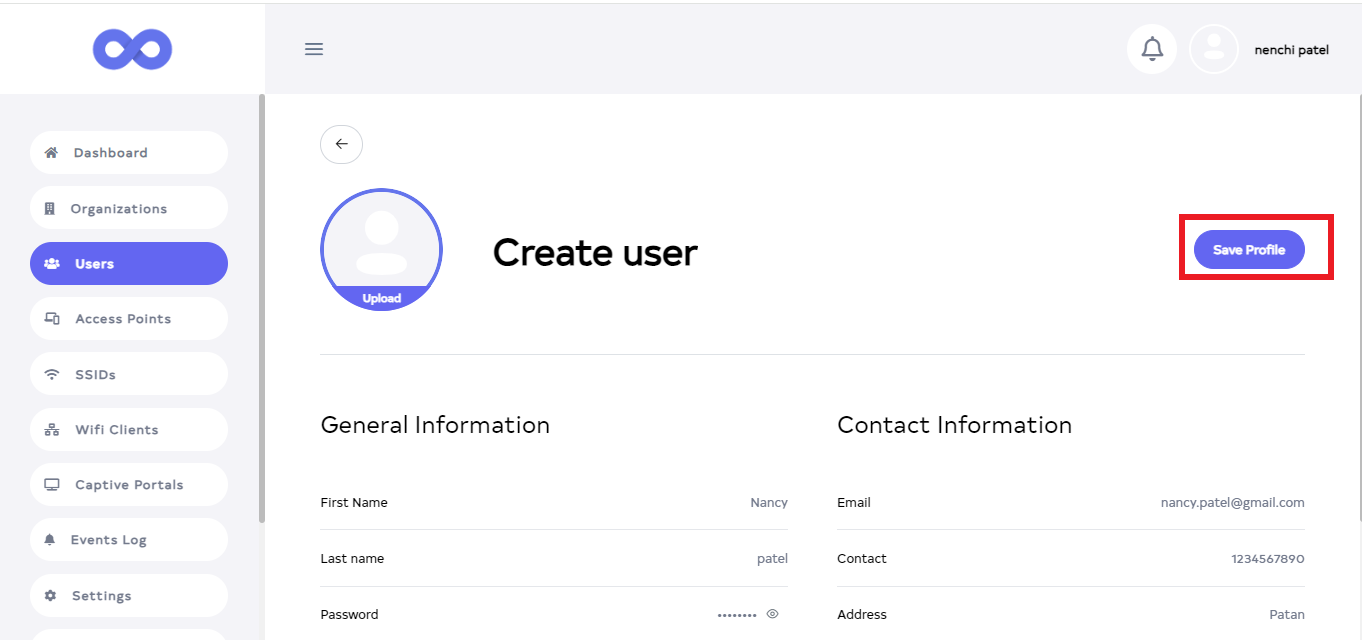 nenchi patel
Dashboard
Organizations
Users
Access Points
SSIDs
Wifi Clients
Captive Portals
Events Log
Settings
Upload
Create user
Save Profile
General Information
First Name Nancy
Last name patel
Password ••••••••
Contact Information
Email nancy.patel@gmail.com
Contact 1234567890
Address Patan